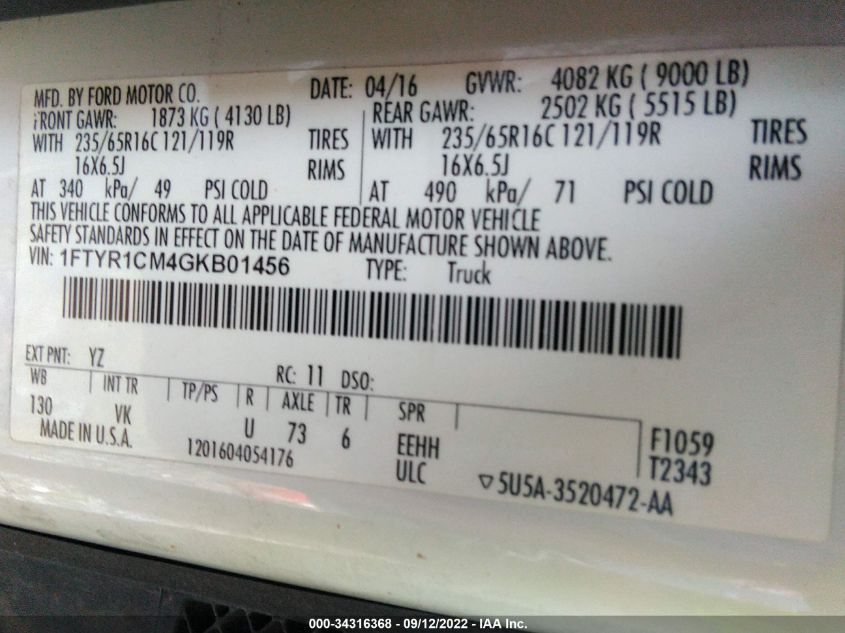 MFD. BY FORD MOTOR CO. DATE: 04/16 GVWR: 4082 KG ( 9000 LB)
FRONT GAWR: 1873 KG ( 4130 LB) REAR GAWR: 2502 KG ( 5515 LB)
WITH 235/65R16C 121/119R TIRES WITH 235/65R16C 121/119R TIRES
16X6.5J RIMS 16X6.5J RIMS
AT 340 kPa/ 49 PSI COLD AT 490 kPa/ 71 PSI COLD
THIS VEHICLE CONFORMS TO ALL APPLICABLE FEDERAL MOTOR VEHICLE
SAFETY STANDARDS IN EFFECT ON THE DATE OF MANUFACTURE SHOWN ABOVE.
VIN: 1FTYR1CM4GKB01456 TYPE: Truck
EXT PNT: YZ RC: 11 DSO:
WB INT TR TP/PS R AXLE TR SPR
130 VK U 73 6 EEHH F1059
MADE IN U.S.A. 1201604054176 ULC ▽5U5A-3520472-AA T2343
000-34316368 - 09/12/2022 - IAA Inc.